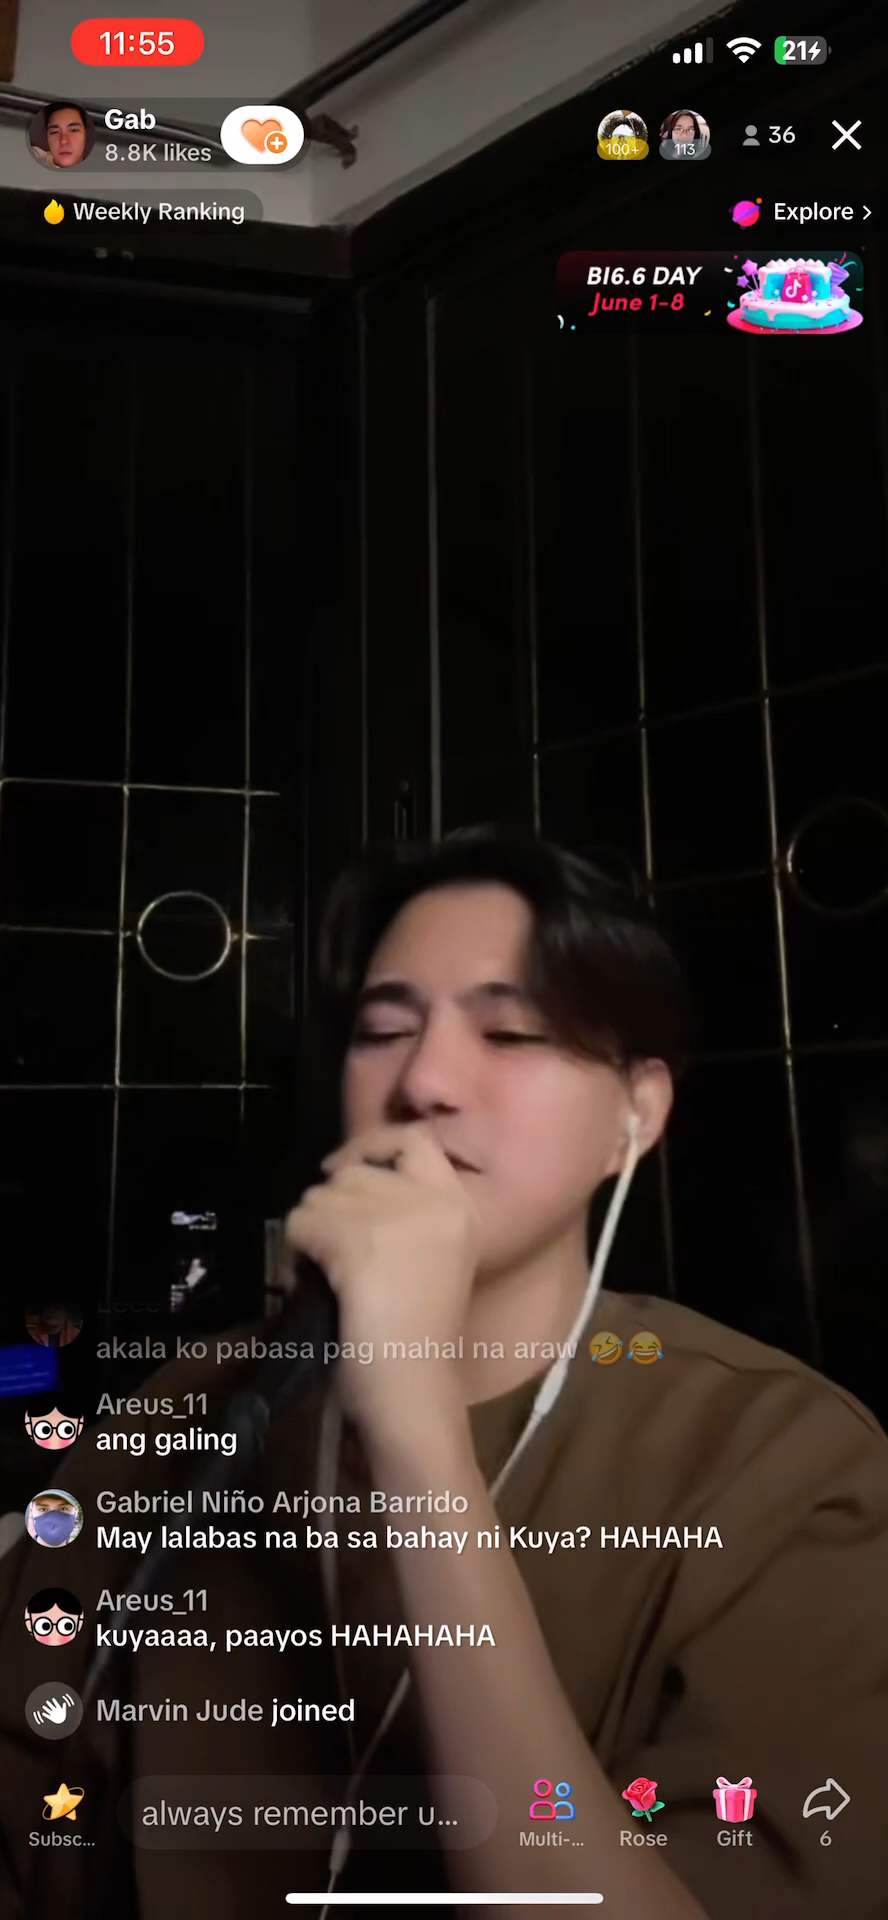 11:55
21
Gab
8.8K likes
100+
113
36
Weekly Ranking
Explore
BI6.6 DAY
June 1-8
akala ko pabasa pag mahal na araw 🤣😂
Areus_11
ang galing
Gabriel Niño Arjona Barrido
May lalabas na ba sa bahay ni Kuya? HAHAHA
Areus_11
kuyaaaa, paayos HAHAHAHA
Marvin Jude joined
always remember u...
Subsc...
Multi-...
Rose
Gift
6